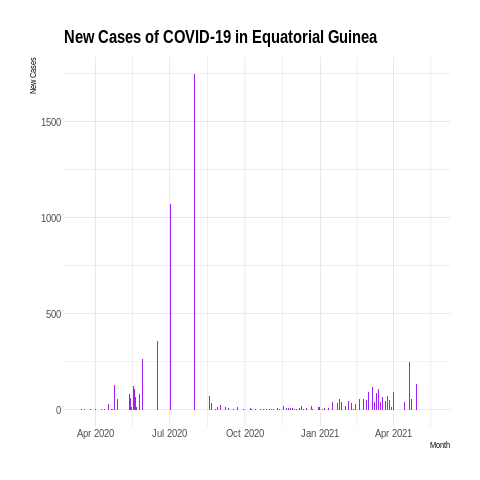 New Cases of COVID-19 in Equatorial Guinea
New Cases
1500
1000
500
0
Apr 2020 Jul 2020 Oct 2020 Jan 2021 Apr 2021
Month